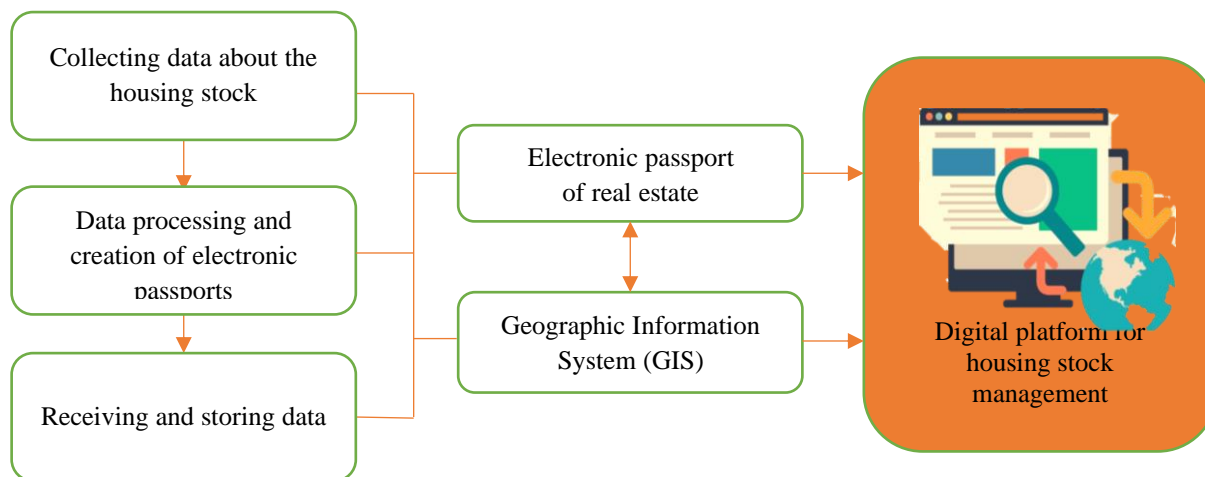 Collecting data about the
housing stock
Data processing and
creation of electronic
passports
Receiving and storing data
Electronic passport
of real estate
Geographic Information
System (GIS)
Digital platform for
housing stock
management